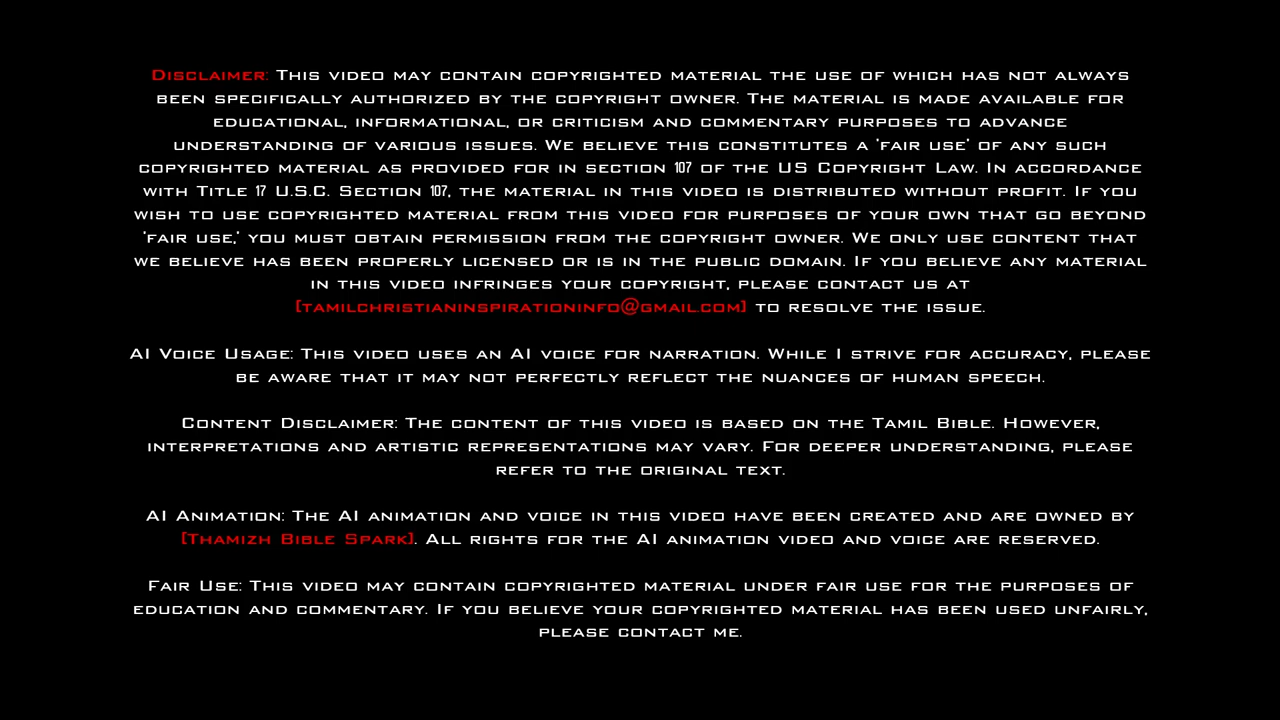 Disclaimer: This video may contain copyrighted material the use of which has not always
been specifically authorized by the copyright owner. The material is made available for
educational, informational, or criticism and commentary purposes to advance
understanding of various issues. We believe this constitutes a 'fair use' of any such
copyrighted material as provided for in section 107 of the US Copyright Law. In accordance
with Title 17 U.S.C. Section 107, the material in this video is distributed without profit. If you
wish to use copyrighted material from this video for purposes of your own that go beyond
'fair use,' you must obtain permission from the copyright owner. We only use content that
we believe has been properly licensed or is in the public domain. If you believe any material
in this video infringes your copyright, please contact us at
[tamilchristianinspirationinfo@gmail.com] to resolve the issue.
AI Voice Usage: This video uses an AI voice for narration. While I strive for accuracy, please
be aware that it may not perfectly reflect the nuances of human speech.
Content Disclaimer: The content of this video is based on the Tamil Bible. However,
interpretations and artistic representations may vary. For deeper understanding, please
refer to the original text.
AI Animation: The AI animation and voice in this video have been created and are owned by
[Thamizh Bible Spark]. All rights for the AI animation video and voice are reserved.
Fair Use: This video may contain copyrighted material under fair use for the purposes of
education and commentary. If you believe your copyrighted material has been used unfairly,
please contact me.